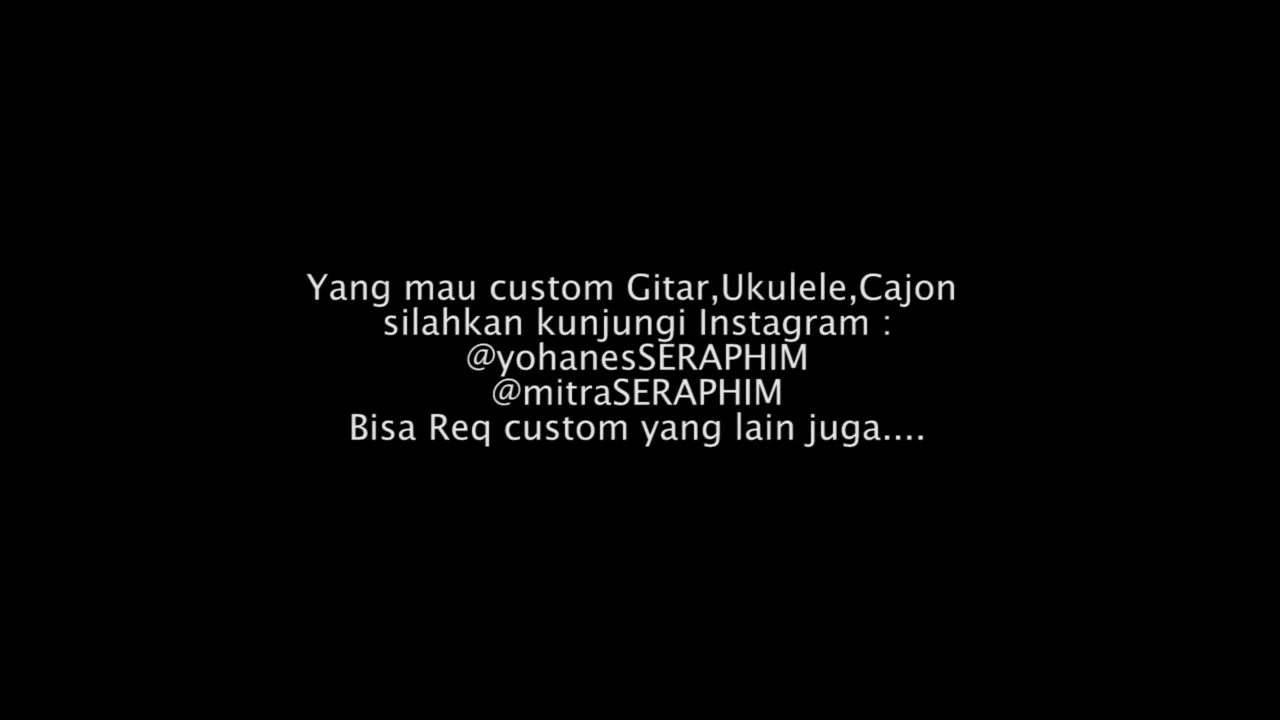 Yang mau custom Gitar,Ukulele,Cajon
silahkan kunjungi Instagram :
@yohanesSERAPHIM
@mitraSERAPHIM
Bisa Req custom yang lain juga....